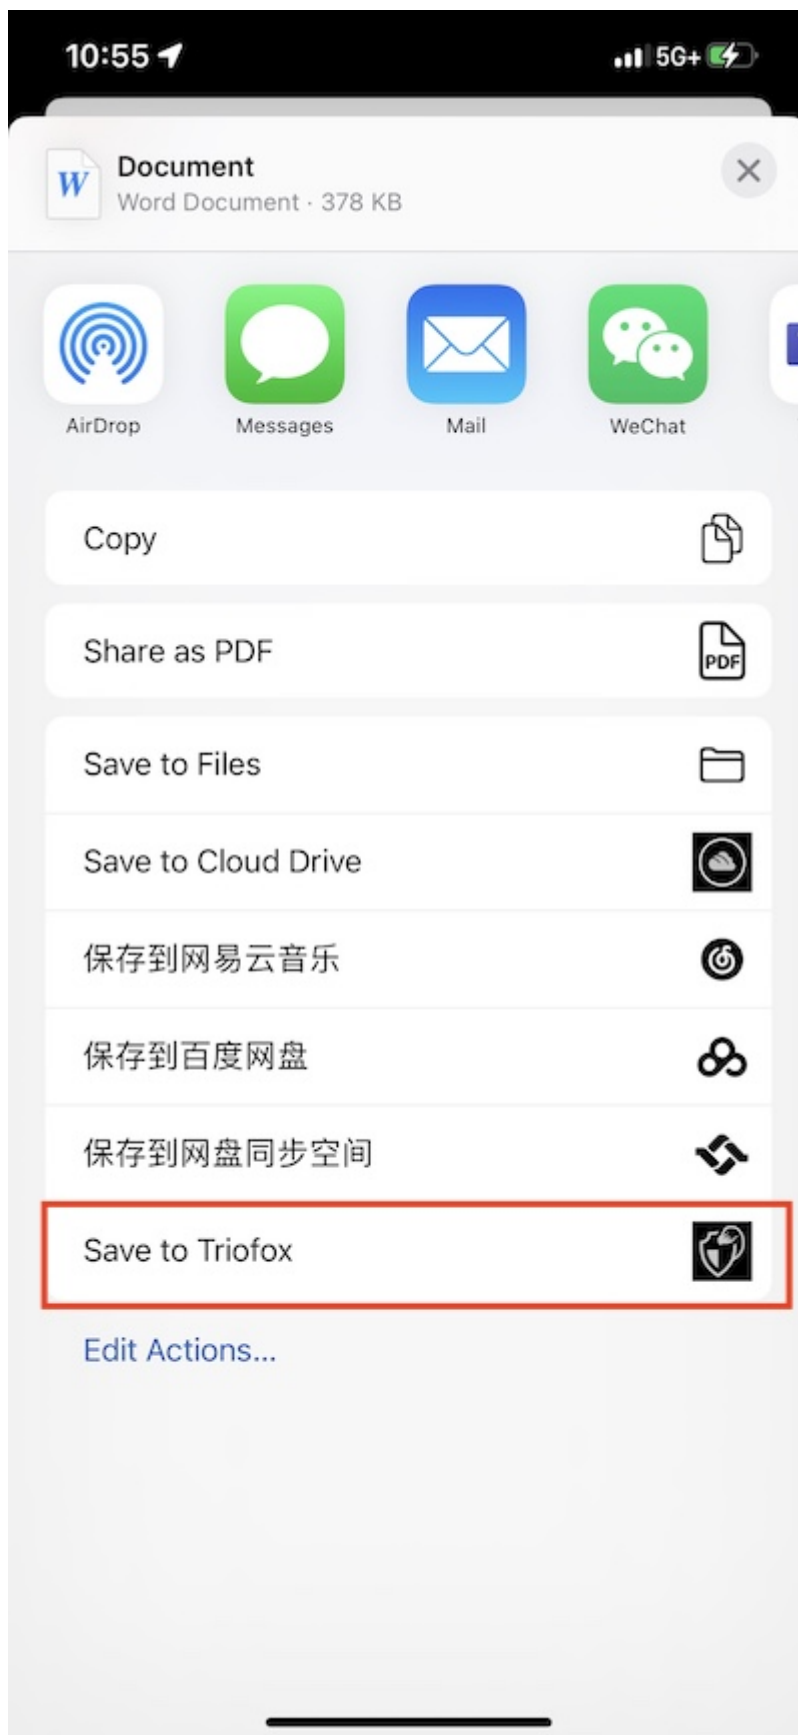 10:55
5G+
W
Document
Word Document · 378 KB
AirDrop
Messages
Mail
WeChat
Copy
Share as PDF
PDF
Save to Files
Save to Cloud Drive
保存到网易云音乐
保存到百度网盘
保存到网盘同步空间
Save to Triofox
Edit Actions...